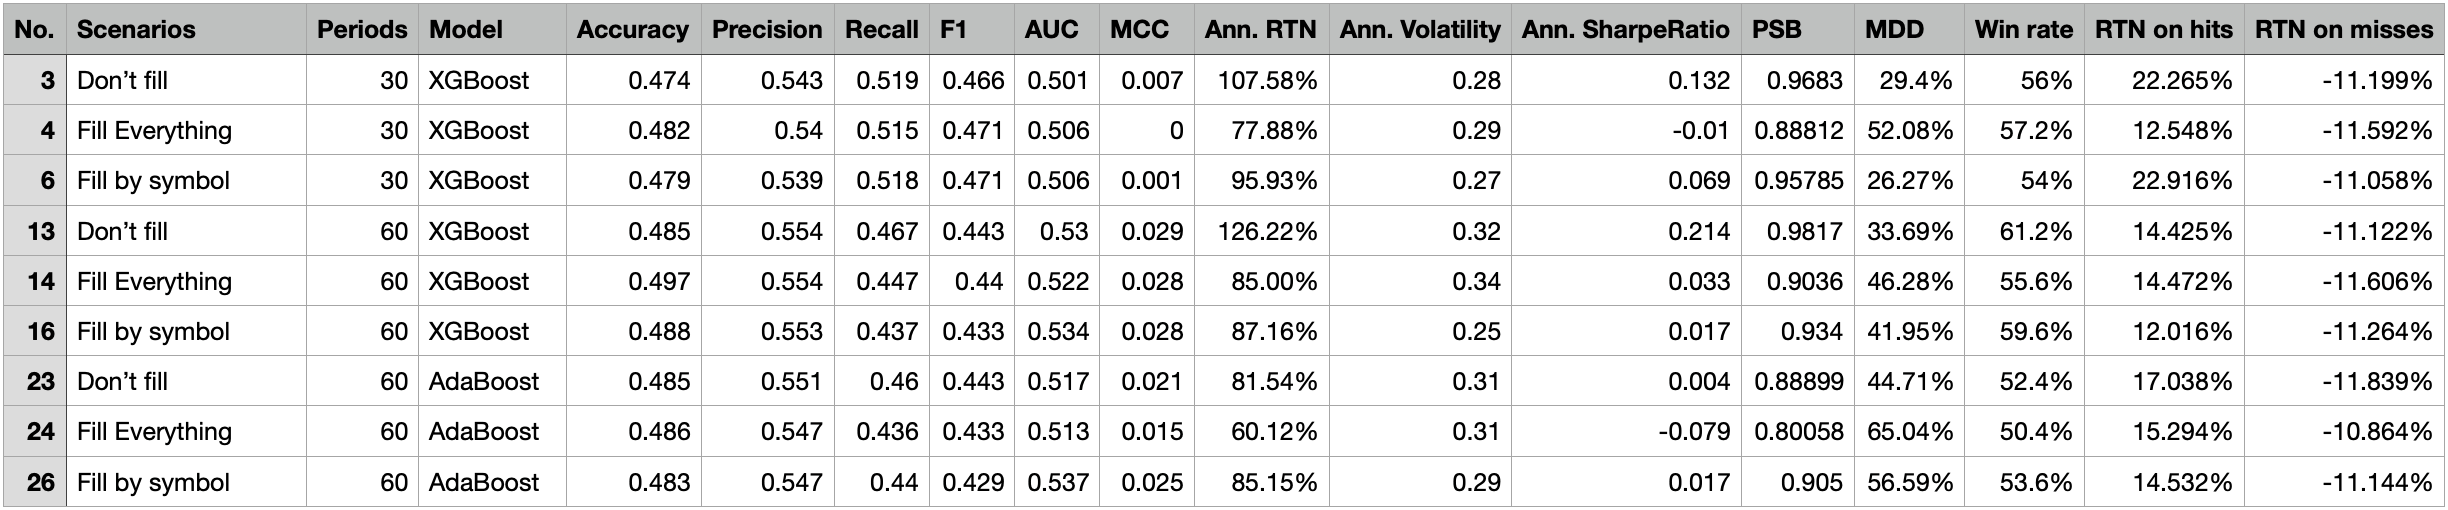 No. Scenarios Periods Model Accuracy Precision Recall F1 AUC MCC Ann. RTN Ann. Volatility Ann. SharpeRatio PSB MDD Win rate RTN on hits RTN on misses
3 Don’t fill 30 XGBoost 0.474 0.543 0.519 0.466 0.501 0.007 107.58% 0.28 0.132 0.9683 29.4% 56% 22.265% -11.199%
4 Fill Everything 30 XGBoost 0.482 0.54 0.515 0.471 0.506 0 77.88% 0.29 -0.01 0.88812 52.08% 57.2% 12.548% -11.592%
6 Fill by symbol 30 XGBoost 0.479 0.539 0.518 0.471 0.506 0.001 95.93% 0.27 0.069 0.95785 26.27% 54% 22.916% -11.058%
13 Don’t fill 60 XGBoost 0.485 0.554 0.467 0.443 0.53 0.029 126.22% 0.32 0.214 0.9817 33.69% 61.2% 14.425% -11.122%
14 Fill Everything 60 XGBoost 0.497 0.554 0.447 0.44 0.522 0.028 85.00% 0.34 0.033 0.9036 46.28% 55.6% 14.472% -11.606%
16 Fill by symbol 60 XGBoost 0.488 0.553 0.437 0.433 0.534 0.028 87.16% 0.25 0.017 0.934 41.95% 59.6% 12.016% -11.264%
23 Don’t fill 60 AdaBoost 0.485 0.551 0.46 0.443 0.517 0.021 81.54% 0.31 0.004 0.88899 44.71% 52.4% 17.038% -11.839%
24 Fill Everything 60 AdaBoost 0.486 0.547 0.436 0.433 0.513 0.015 60.12% 0.31 -0.079 0.80058 65.04% 50.4% 15.294% -10.864%
26 Fill by symbol 60 AdaBoost 0.483 0.547 0.44 0.429 0.537 0.025 85.15% 0.29 0.017 0.905 56.59% 53.6% 14.532% -11.144%